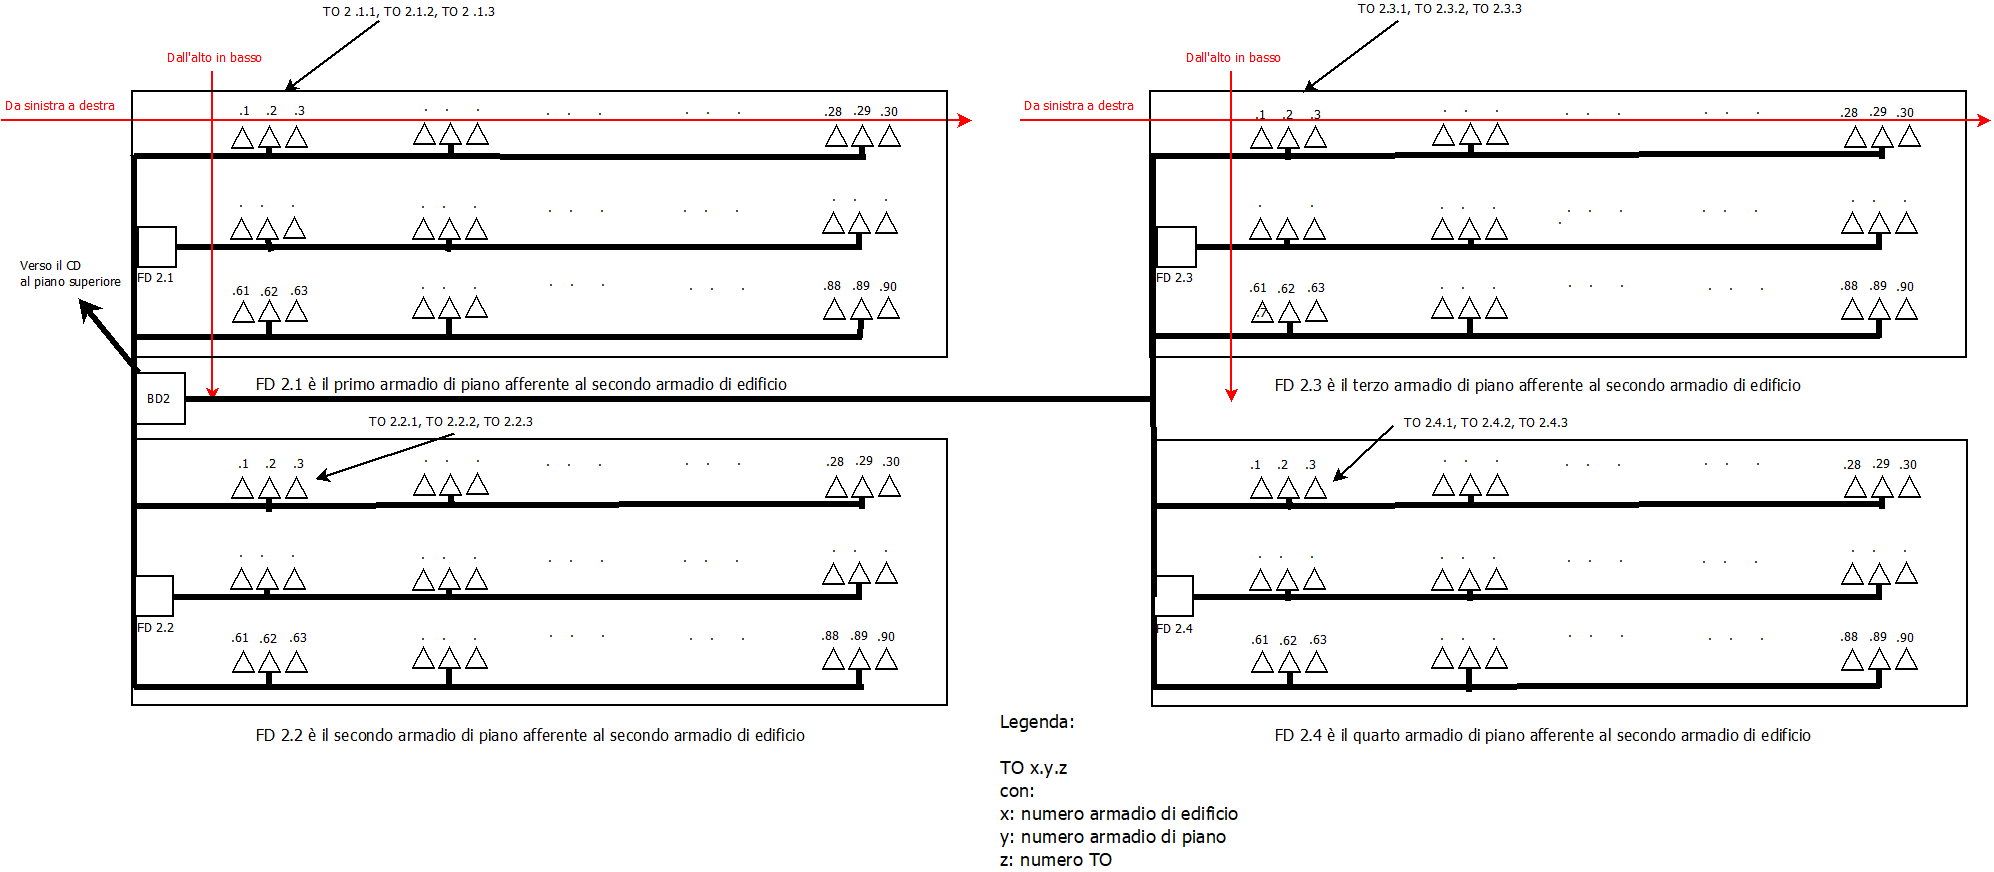 TO 2 .1.1, TO 2.1.2, TO 2 .1.3
TO 2.3.1, TO 2.3.2, TO 2.3.3
Dall'alto in basso
Dall'alto in basso
Da sinistra a destra
Da sinistra a destra
.1 .2 .3 .28 .29 .30
.1 .2 .3 .28 .29 .30
Verso il CD
al piano superiore
FD 2.1
FD 2.3
.61 .62 .63 .88 .89 .90
.61 .62 .63 .88 .89 .90
.7
FD 2.1 è il primo armadio di piano afferente al secondo armadio di edificio
FD 2.3 è il terzo armadio di piano afferente al secondo armadio di edificio
BD2
TO 2.2.1, TO 2.2.2, TO 2.2.3
TO 2.4.1, TO 2.4.2, TO 2.4.3
.1 .2 .3 .28 .29 .30
.1 .2 .3 .28 .29 .30
FD 2.2
FD 2.4
.61 .62 .63 .88 .89 .90
.61 .62 .63 .88 .89 .90
FD 2.2 è il secondo armadio di piano afferente al secondo armadio di edificio
FD 2.4 è il quarto armadio di piano afferente al secondo armadio di edificio
Legenda:
TO x.y.z
con:
x: numero armadio di edificio
y: numero armadio di piano
z: numero TO